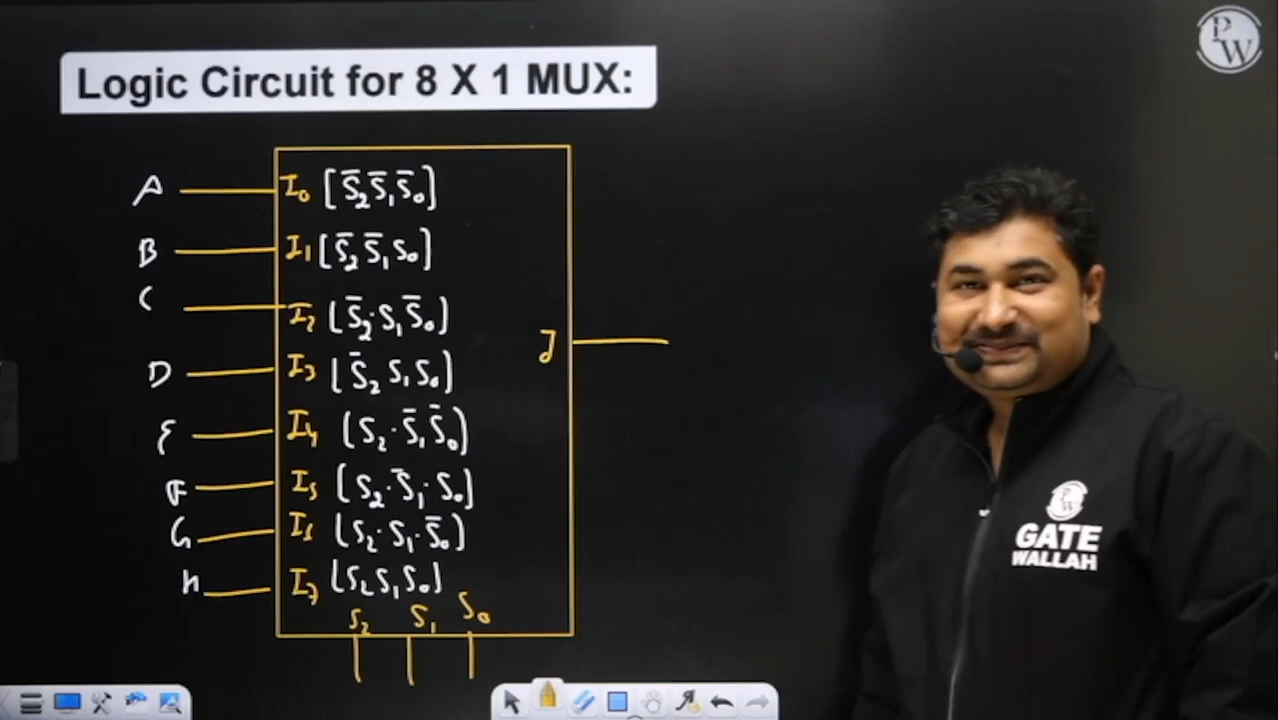 PW
Logic Circuit for 8 X 1 MUX:
A I₀ [S̅₂S̅₁S̅₀]
B I₁ [S̅₂S̅₁S₀]
C I₂ [S̅₂·S₁S̅₀]
D I₃ [S̅₂S₁S₀]
E I₄ (S₂·S̅₁S̅₀)
F I₅ [S₂·S̅₁·S₀]
G I₆ [S₂·S₁·S̅₀]
H I₇ [S₂S₁S₀]
S₂ S₁ S₀
PW
GATE
WALLAH